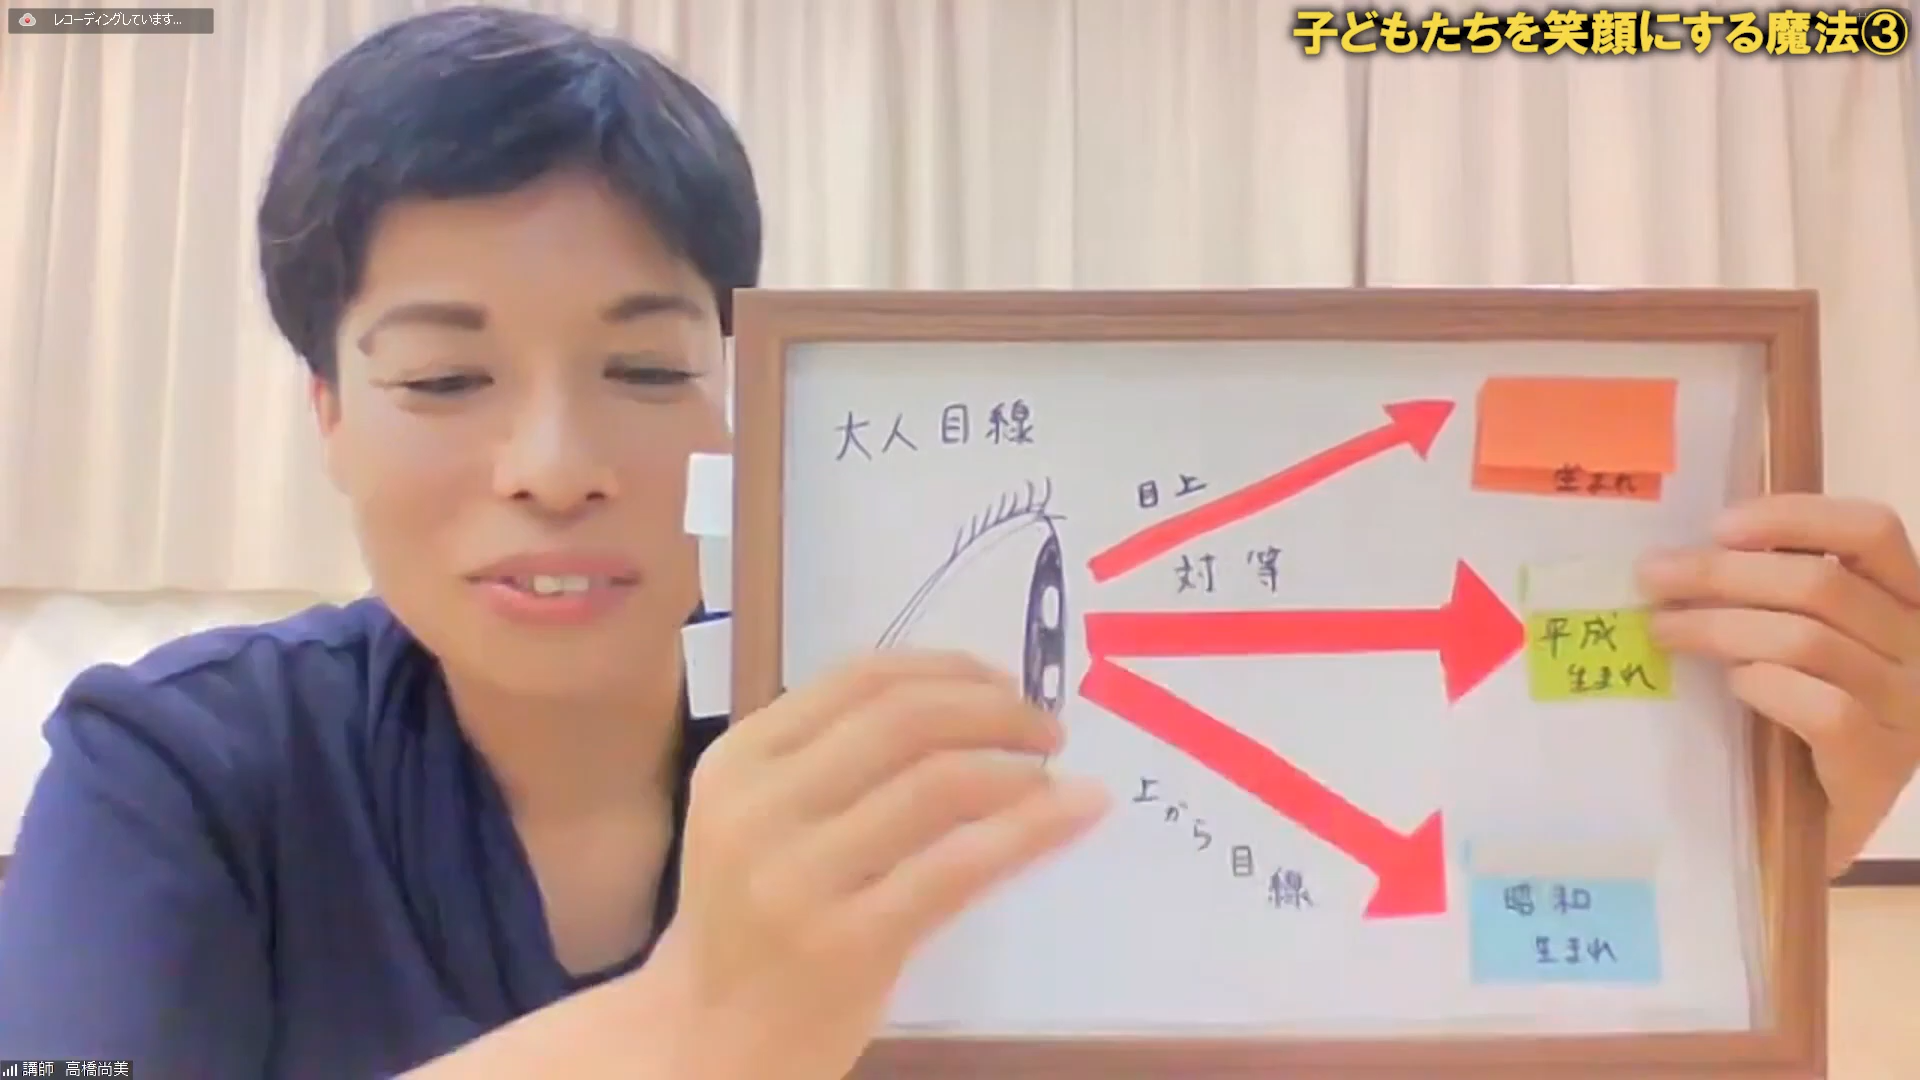 レコーディングしています...
子どもたちを笑顔にする魔法③
大人目線
目上
生まれ
対等
平成
生まれ
上から目線
昭和
生まれ
講師 高橋尚美